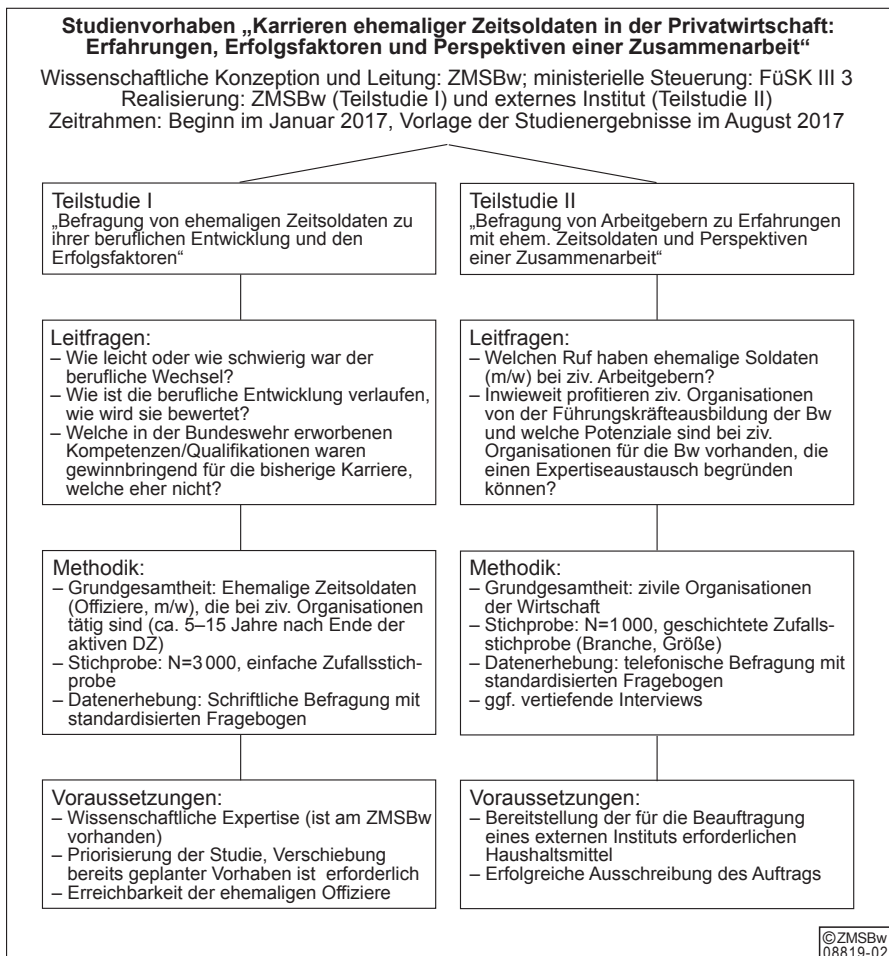 Studienvorhaben „Karrieren ehemaliger Zeitsoldaten in der Privatwirtschaft:
Erfahrungen, Erfolgsfaktoren und Perspektiven einer Zusammenarbeit“
Wissenschaftliche Konzeption und Leitung: ZMSBw; ministerielle Steuerung: FüSK III 3
Realisierung: ZMSBw (Teilstudie I) und externes Institut (Teilstudie II)
Zeitrahmen: Beginn im Januar 2017, Vorlage der Studienergebnisse im August 2017
Teilstudie I
„Befragung von ehemaligen Zeitsoldaten zu
ihrer beruflichen Entwicklung und den
Erfolgsfaktoren“
Teilstudie II
„Befragung von Arbeitgebern zu Erfahrungen
mit ehem. Zeitsoldaten und Perspektiven
einer Zusammenarbeit“
Leitfragen:
– Wie leicht oder wie schwierig war der
berufliche Wechsel?
– Wie ist die berufliche Entwicklung verlaufen,
wie wird sie bewertet?
– Welche in der Bundeswehr erworbenen
Kompetenzen/Qualifikationen waren
gewinnbringend für die bisherige Karriere,
welche eher nicht?
Leitfragen:
– Welchen Ruf haben ehemalige Soldaten
(m/w) bei ziv. Arbeitgebern?
– Inwieweit profitieren ziv. Organisationen
von der Führungskräfteausbildung der Bw
und welche Potenziale sind bei ziv.
Organisationen für die Bw vorhanden, die
einen Expertiseaustausch begründen
können?
Methodik:
– Grundgesamtheit: Ehemalige Zeitsoldaten
(Offiziere, m/w), die bei ziv. Organisationen
tätig sind (ca. 5–15 Jahre nach Ende der
aktiven DZ)
– Stichprobe: N=3 000, einfache Zufallsstich-
probe
– Datenerhebung: Schriftliche Befragung mit
standardisierten Fragebogen
Methodik:
– Grundgesamtheit: zivile Organisationen
der Wirtschaft
– Stichprobe: N=1 000, geschichtete Zufalls-
stichprobe (Branche, Größe)
– Datenerhebung: telefonische Befragung mit
standardisierten Fragebogen
– ggf. vertiefende Interviews
Voraussetzungen:
– Wissenschaftliche Expertise (ist am ZMSBw
vorhanden)
– Priorisierung der Studie, Verschiebung
bereits geplanter Vorhaben ist erforderlich
– Erreichbarkeit der ehemaligen Offiziere
Voraussetzungen:
– Bereitstellung der für die Beauftragung
eines externen Instituts erforderlichen
Haushaltsmittel
– Erfolgreiche Ausschreibung des Auftrags
©ZMSBw
08819-02